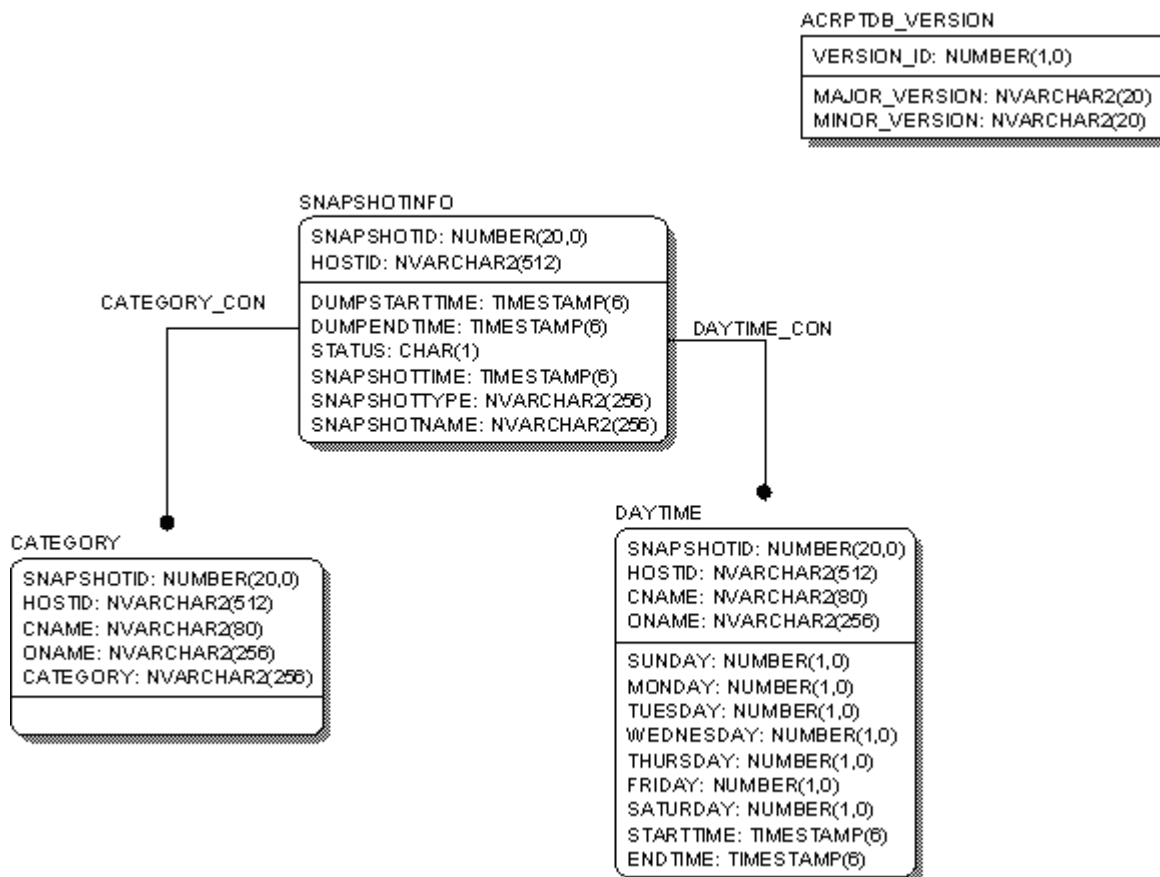 ACRPTDB_VERSION
VERSION_ID: NUMBER(1,0)
MAJOR_VERSION: NVARCHAR2(20)
MINOR_VERSION: NVARCHAR2(20)
SNAPSHOTINFO
SNAPSHOTID: NUMBER(20,0)
HOSTID: NVARCHAR2(512)
DUMPSTARTTIME: TIMESTAMP(6)
DUMPENDTIME: TIMESTAMP(6)
STATUS: CHAR(1)
SNAPSHOTTIME: TIMESTAMP(6)
SNAPSHOTTYPE: NVARCHAR2(256)
SNAPSHOTNAME: NVARCHAR2(256)
CATEGORY_CON
DAYTIME_CON
CATEGORY
SNAPSHOTID: NUMBER(20,0)
HOSTID: NVARCHAR2(512)
CNAME: NVARCHAR2(80)
ONAME: NVARCHAR2(256)
CATEGORY: NVARCHAR2(256)
DAYTIME
SNAPSHOTID: NUMBER(20,0)
HOSTID: NVARCHAR2(512)
CNAME: NVARCHAR2(80)
ONAME: NVARCHAR2(256)
SUNDAY: NUMBER(1,0)
MONDAY: NUMBER(1,0)
TUESDAY: NUMBER(1,0)
WEDNESDAY: NUMBER(1,0)
THURSDAY: NUMBER(1,0)
FRIDAY: NUMBER(1,0)
SATURDAY: NUMBER(1,0)
STARTTIME: TIMESTAMP(6)
ENDTIME: TIMESTAMP(6)